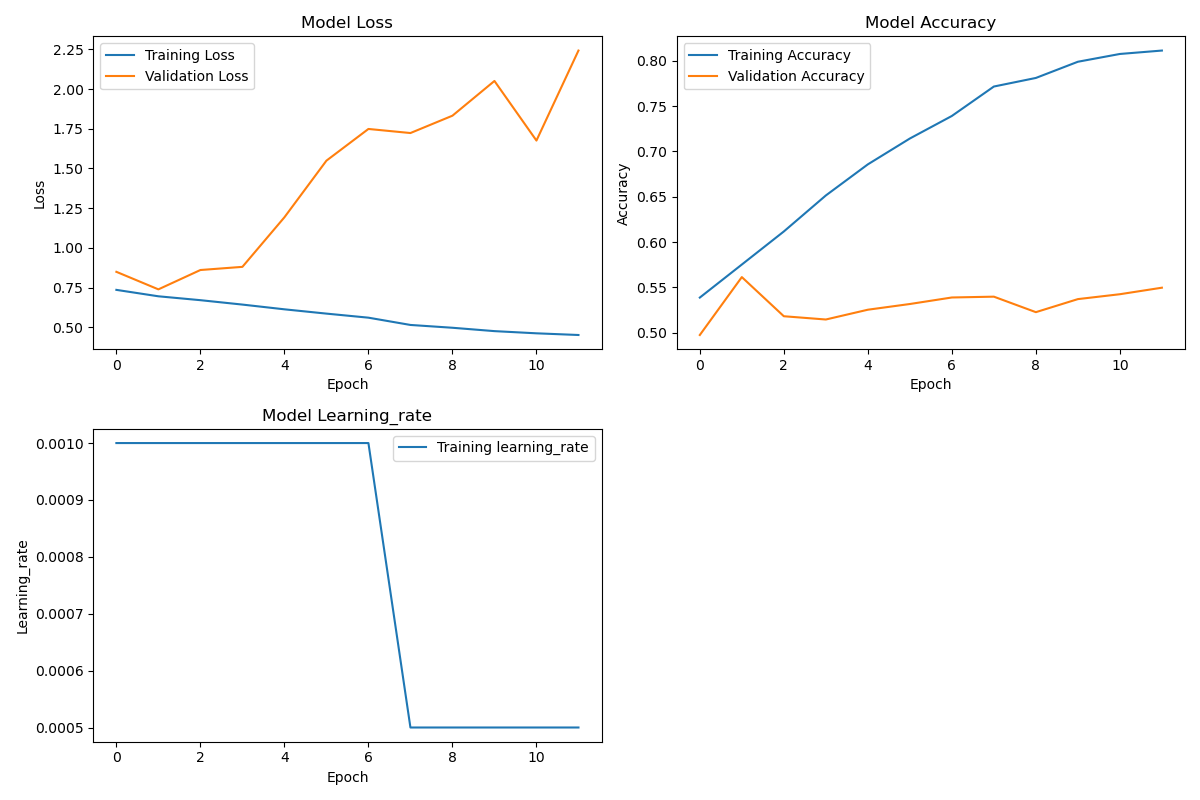 Model Loss
Training Loss
Validation Loss
2.25
2.00
1.75
1.50
1.25
1.00
0.75
0.50
Loss
0 2 4 6 8 10
Epoch
Model Accuracy
Training Accuracy
Validation Accuracy
0.80
0.75
0.70
0.65
0.60
0.55
0.50
Accuracy
0 2 4 6 8 10
Epoch
Model Learning_rate
Training learning_rate
0.0010
0.0009
0.0008
0.0007
0.0006
0.0005
Learning_rate
0 2 4 6 8 10
Epoch